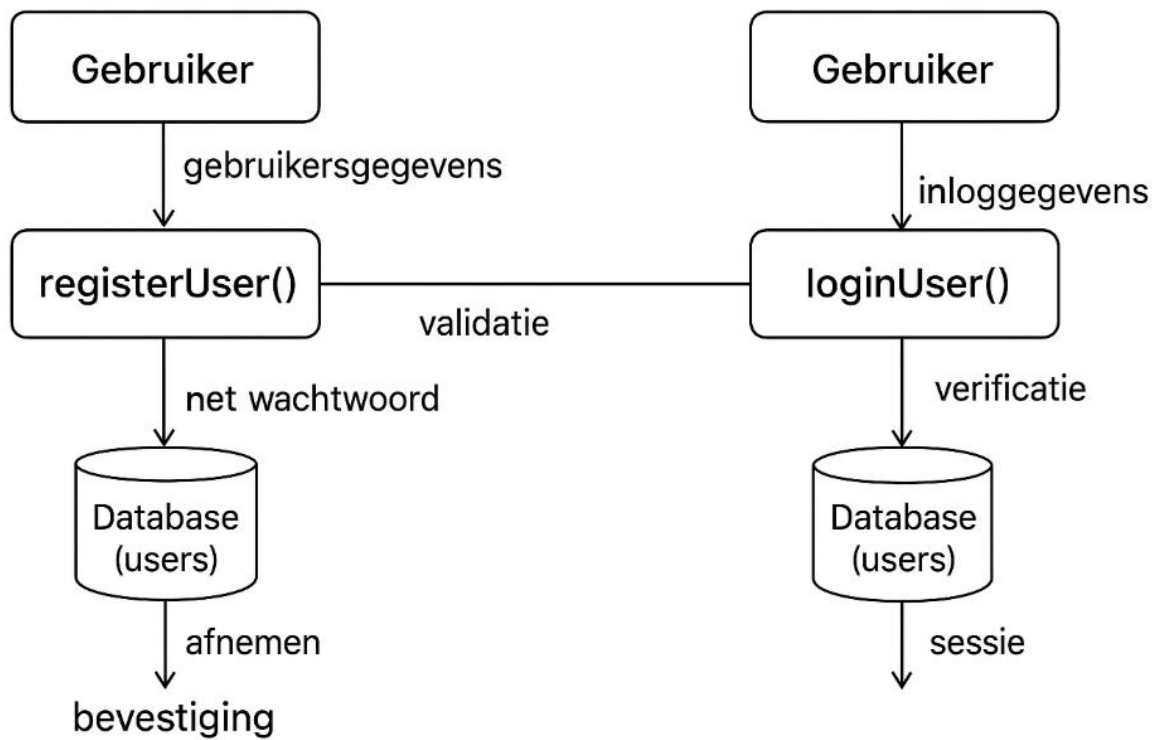 Gebruiker
gebruikersgegevens
registerUser()
validatie
net wachtwoord
Database
(users)
afnemen
bevestiging
Gebruiker
inloggegevens
loginUser()
verificatie
Database
(users)
sessie